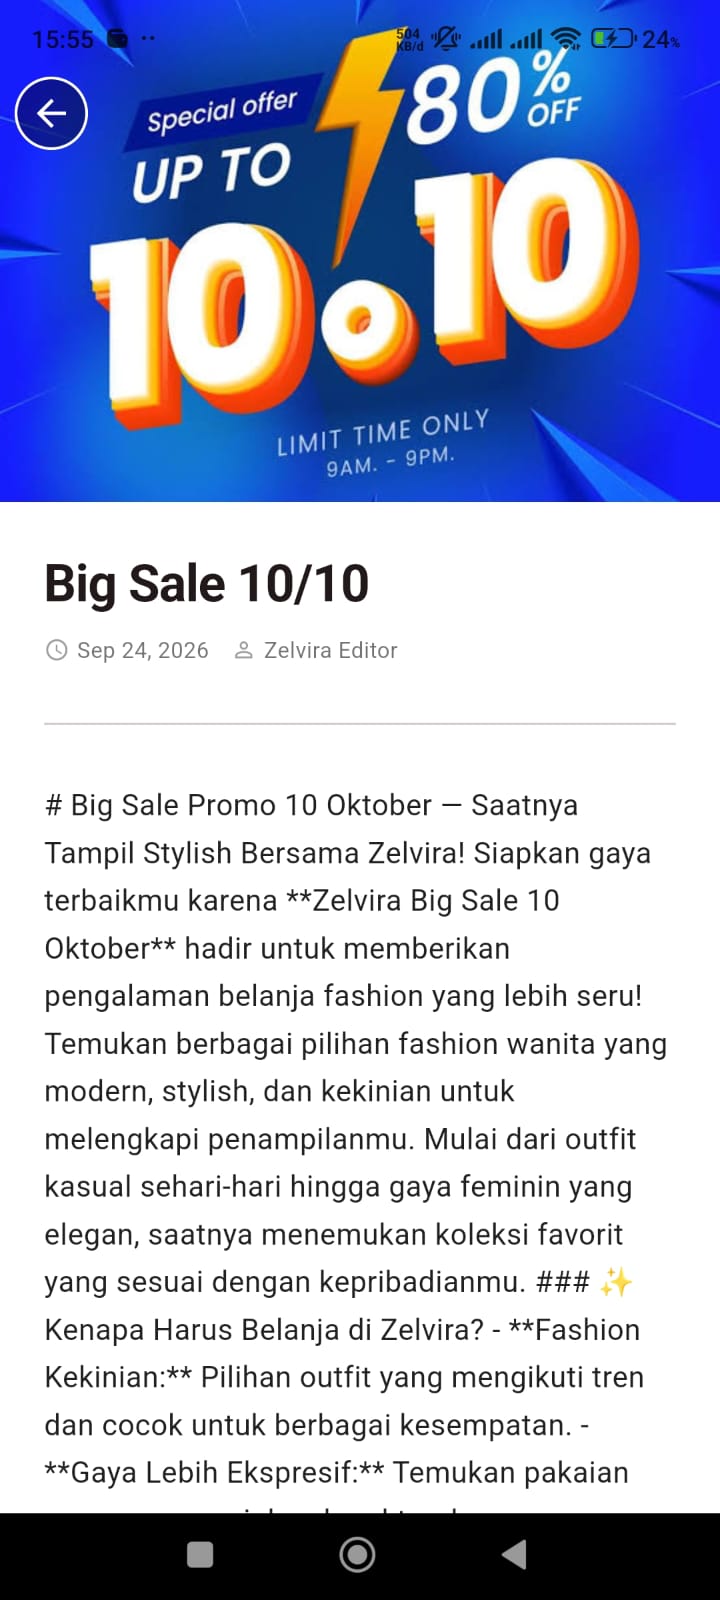 15:55
504
KB/d
24%
Special offer
UP TO
80%
OFF
10.10
LIMIT TIME ONLY
9AM. - 9PM.
Big Sale 10/10
Sep 24, 2026 Zelvira Editor
# Big Sale Promo 10 Oktober — Saatnya
Tampil Stylish Bersama Zelvira! Siapkan gaya
terbaikmu karena **Zelvira Big Sale 10
Oktober** hadir untuk memberikan
pengalaman belanja fashion yang lebih seru!
Temukan berbagai pilihan fashion wanita yang
modern, stylish, dan kekinian untuk
melengkapi penampilanmu. Mulai dari outfit
kasual sehari-hari hingga gaya feminin yang
elegan, saatnya menemukan koleksi favorit
yang sesuai dengan kepribadianmu. ### ✨
Kenapa Harus Belanja di Zelvira? - **Fashion
Kekinian:** Pilihan outfit yang mengikuti tren
dan cocok untuk berbagai kesempatan. -
**Gaya Lebih Ekspresif:** Temukan pakaian